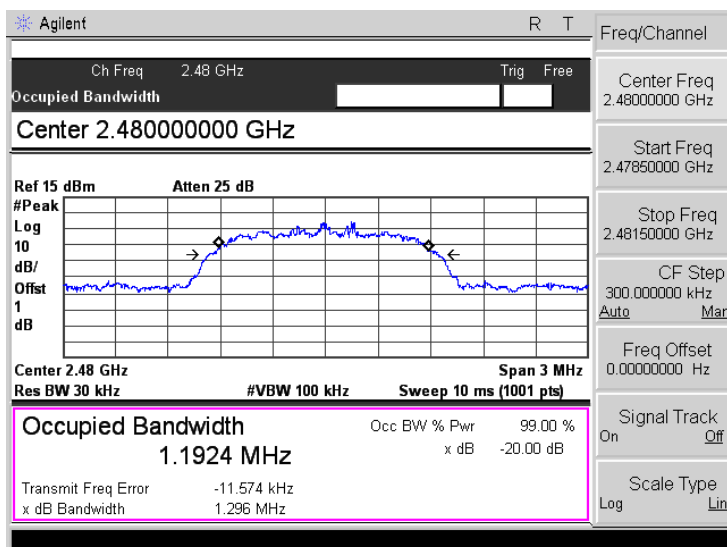 Agilent R T
Freq/Channel
Ch Freq 2.48 GHz Trig Free
Occupied Bandwidth
Center 2.480000000 GHz
Ref 15 dBm Atten 25 dB
#Peak
Log
10
dB/
Offst
1
dB
Center 2.48 GHz Span 3 MHz
Res BW 30 kHz #VBW 100 kHz Sweep 10 ms (1001 pts)
Occupied Bandwidth
1.1924 MHz
Occ BW % Pwr 99.00 %
x dB -20.00 dB
Transmit Freq Error -11.574 kHz
x dB Bandwidth 1.296 MHz
Center Freq
2.48000000 GHz
Start Freq
2.47850000 GHz
Stop Freq
2.48150000 GHz
CF Step
300.000000 kHz
Auto Mar
Freq Offset
0.00000000 Hz
Signal Track
On Off
Scale Type
Log Lin